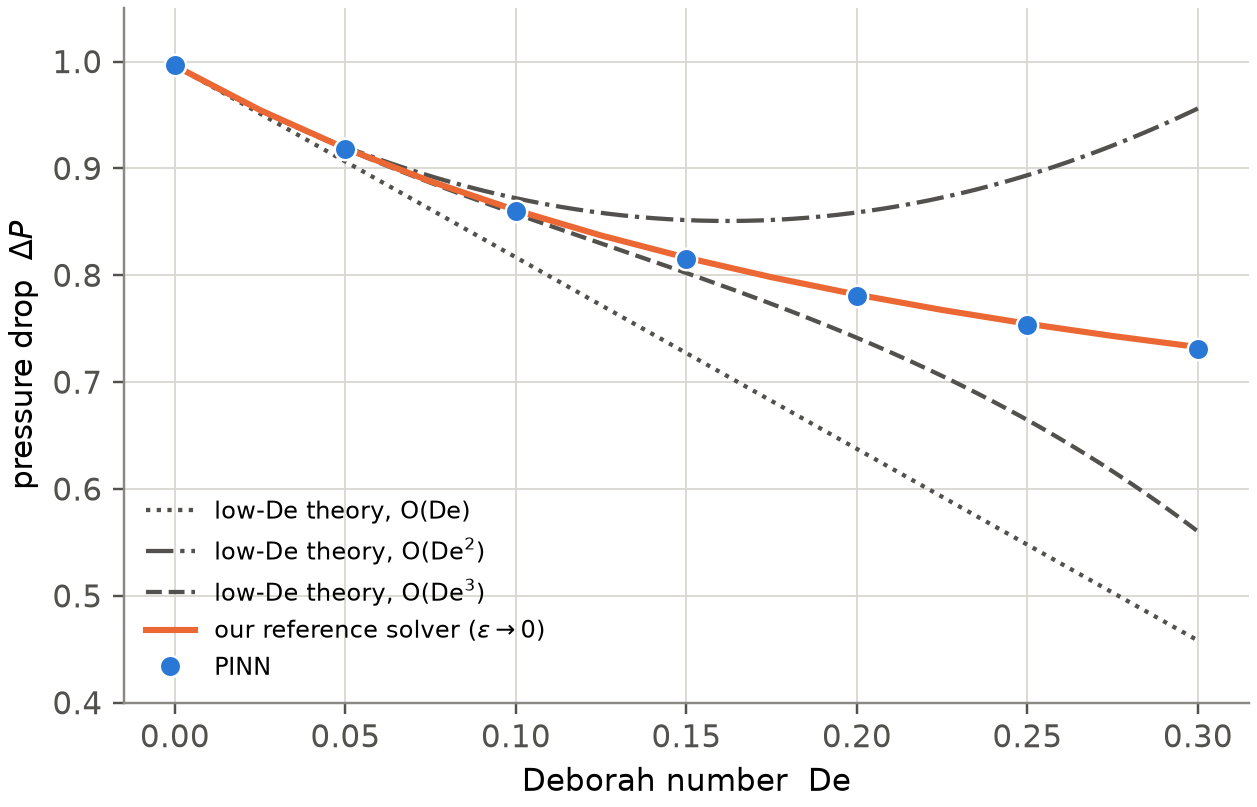 1.0
0.9
0.8
0.7
0.6
0.5
0.4
pressure drop ΔP
low-De theory, O(De)
low-De theory, O(De²)
low-De theory, O(De³)
our reference solver (ε→0)
PINN
0.00 0.05 0.10 0.15 0.20 0.25 0.30
Deborah number De